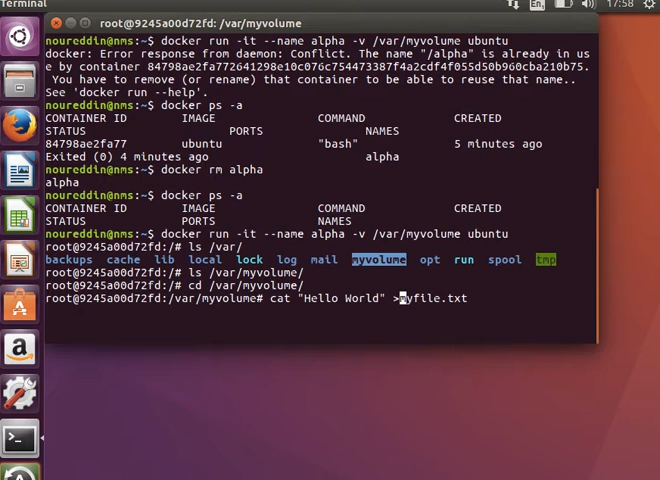 Terminal
En
17:58
root@9245a00d72fd: /var/myvolume
noureddin@nms:~$ docker run -it --name alpha -v /var/myvolume ubuntu
docker: Error response from daemon: Conflict. The name "/alpha" is already in us
e by container 84798ae2fa772641298e10c076c754473387f4a2cdf4f055d50b960cba210b75.
 You have to remove (or rename) that container to be able to reuse that name..
See 'docker run --help'.
noureddin@nms:~$ docker ps -a
CONTAINER ID IMAGE COMMAND CREATED
STATUS PORTS NAMES
84798ae2fa77 ubuntu "bash" 5 minutes ago
Exited (0) 4 minutes ago alpha
noureddin@nms:~$ docker rm alpha
alpha
noureddin@nms:~$ docker ps -a
CONTAINER ID IMAGE COMMAND CREATED
STATUS PORTS NAMES
noureddin@nms:~$ docker run -it --name alpha -v /var/myvolume ubuntu
root@9245a00d72fd:/# ls /var/
backups cache lib local lock log mail myvolume opt run spool tmp
root@9245a00d72fd:/# ls /var/myvolume/
root@9245a00d72fd:/# cd /var/myvolume/
root@9245a00d72fd:/var/myvolume# cat "Hello World" >myfile.txt